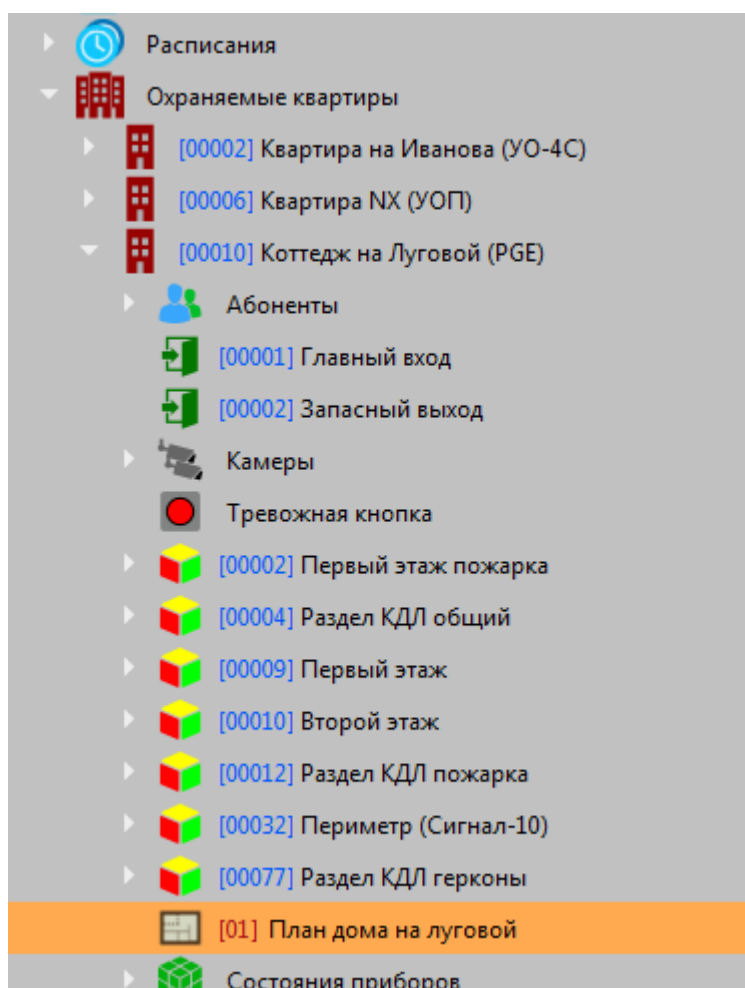 Расписания
Охраняемые квартиры
[00002] Квартира на Иванова (УО-4С)
[00006] Квартира NX (УОП)
[00010] Коттедж на Луговой (PGE)
Абоненты
[00001] Главный вход
[00002] Запасный выход
Камеры
Тревожная кнопка
[00002] Первый этаж пожарка
[00004] Раздел КДЛ общий
[00009] Первый этаж
[00010] Второй этаж
[00012] Раздел КДЛ пожарка
[00032] Периметр (Сигнал-10)
[00077] Раздел КДЛ герконы
[01] План дома на луговой
Состояния приборов